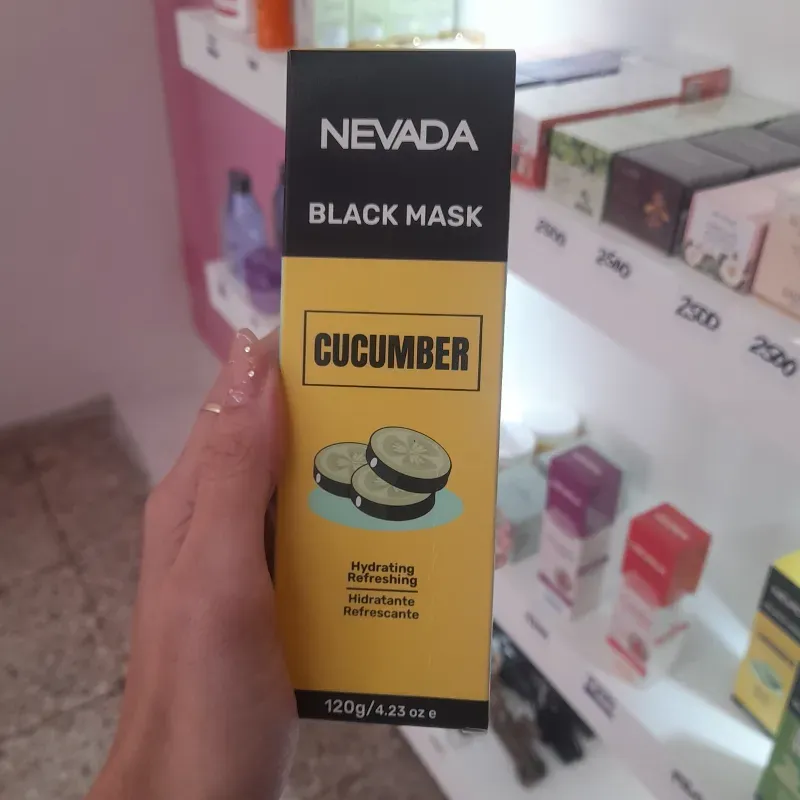 NEVADA
BLACK MASK
CUCUMBER
Hydrating
Refreshing
Hidratante
Refrescante
120g/4.23 oz e
2500
2500
2500
2500